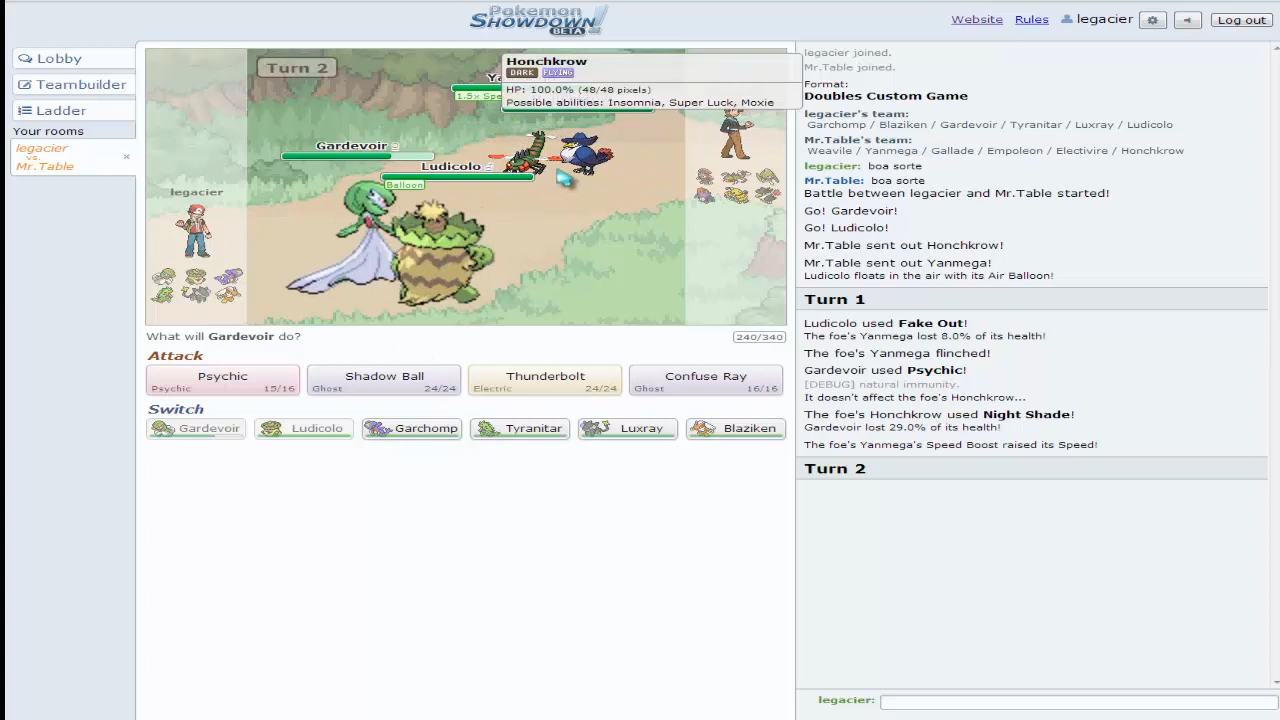 Pokemon
SHOWDOWN!
BETA
Website Rules legacier Log out
Lobby
Teambuilder
Ladder
Your rooms
legacier
vs.
Mr.Table
Turn 2
Honchkrow
DARK FLYING
HP: 100.0% (48/48 pixels)
Possible abilities: Insomnia, Super Luck, Moxie
1.5x Spe
Gardevoir
Ludicolo
Balloon
legacier
What will Gardevoir do?
240/340
Attack
Psychic
Psychic 15/16
Shadow Ball
Ghost 24/24
Thunderbolt
Electric 24/24
Confuse Ray
Ghost 16/16
Switch
Gardevoir Ludicolo Garchomp Tyranitar Luxray Blaziken
legacier joined.
Mr.Table joined.
Format:
Doubles Custom Game
legacier's team:
Garchomp / Blaziken / Gardevoir / Tyranitar / Luxray / Ludicolo
Mr.Table's team:
Weavile / Yanmega / Gallade / Empoleon / Electivire / Honchkrow
legacier: boa sorte
Mr.Table: boa sorte
Battle between legacier and Mr.Table started!
Go! Gardevoir!
Go! Ludicolo!
Mr.Table sent out Honchkrow!
Mr.Table sent out Yanmega!
Ludicolo floats in the air with its Air Balloon!
Turn 1
Ludicolo used Fake Out!
The foe's Yanmega lost 8.0% of its health!
The foe's Yanmega flinched!
Gardevoir used Psychic!
[DEBUG] natural immunity.
It doesn't affect the foe's Honchkrow...
The foe's Honchkrow used Night Shade!
Gardevoir lost 29.0% of its health!
The foe's Yanmega's Speed Boost raised its Speed!
Turn 2
legacier: